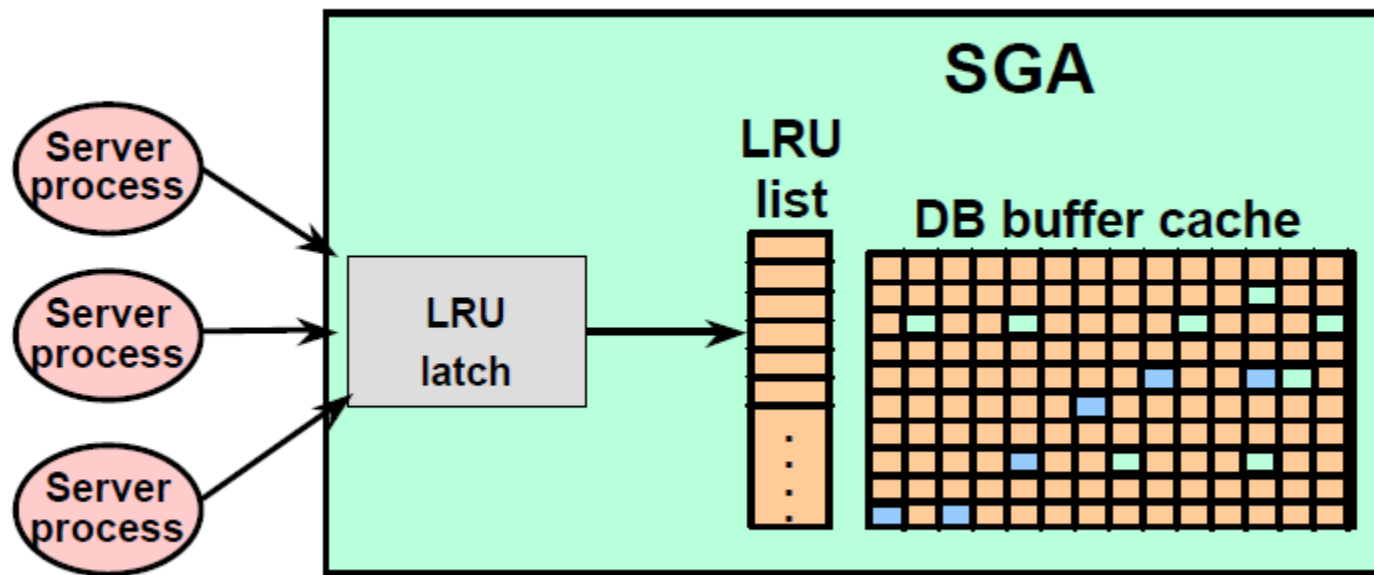 SGA
Server
process
Server
process
Server
process
LRU
latch
LRU
list
DB buffer cache